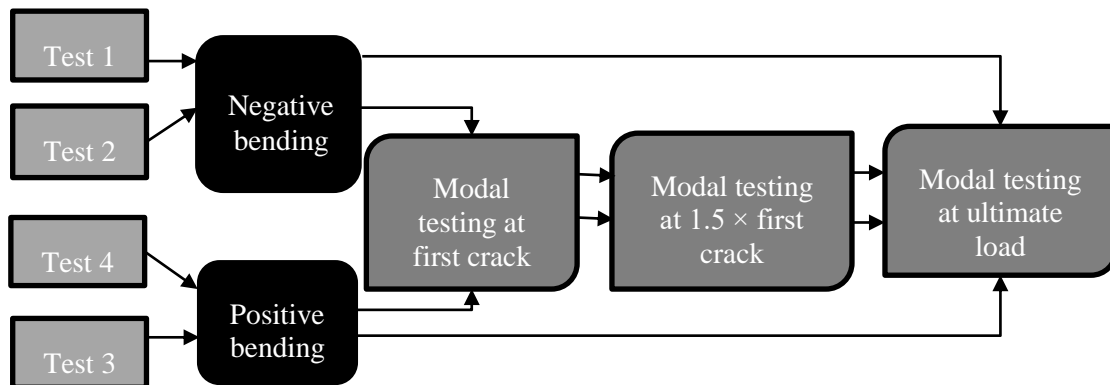 Test 1
Test 2
Test 4
Test 3
Negative
bending
Positive
bending
Modal
testing at
first crack
Modal testing
at 1.5 × first
crack
Modal testing
at ultimate
load